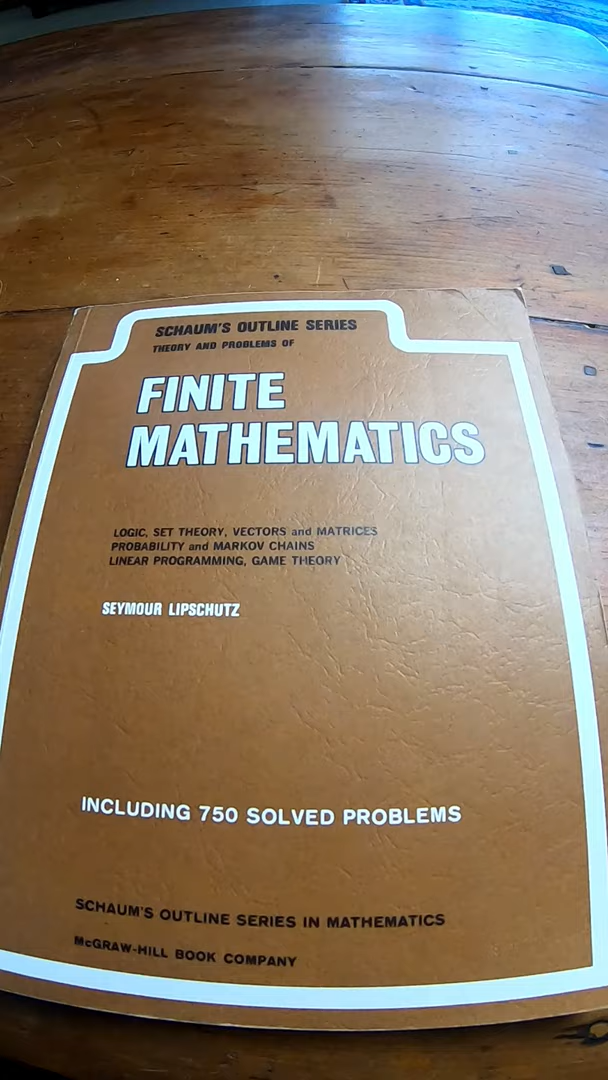 SCHAUM'S OUTLINE SERIES
THEORY AND PROBLEMS OF
FINITE
MATHEMATICS
LOGIC, SET THEORY, VECTORS and MATRICES
PROBABILITY and MARKOV CHAINS
LINEAR PROGRAMMING, GAME THEORY
SEYMOUR LIPSCHUTZ
INCLUDING 750 SOLVED PROBLEMS
SCHAUM'S OUTLINE SERIES IN MATHEMATICS
McGRAW-HILL BOOK COMPANY